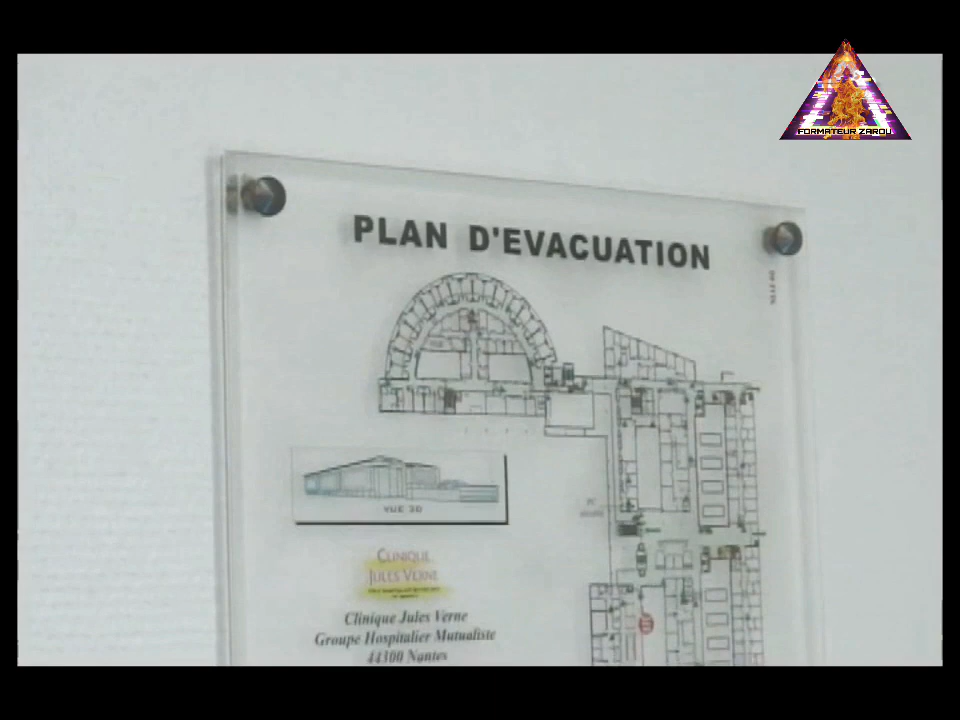 FORMATEUR ZAROU
PLAN D'EVACUATION
VUE 3D
CLINIQUE
JULES VERNE
Clinique Jules Verne
Groupe Hospitalier Mutualiste
44300 Nantes